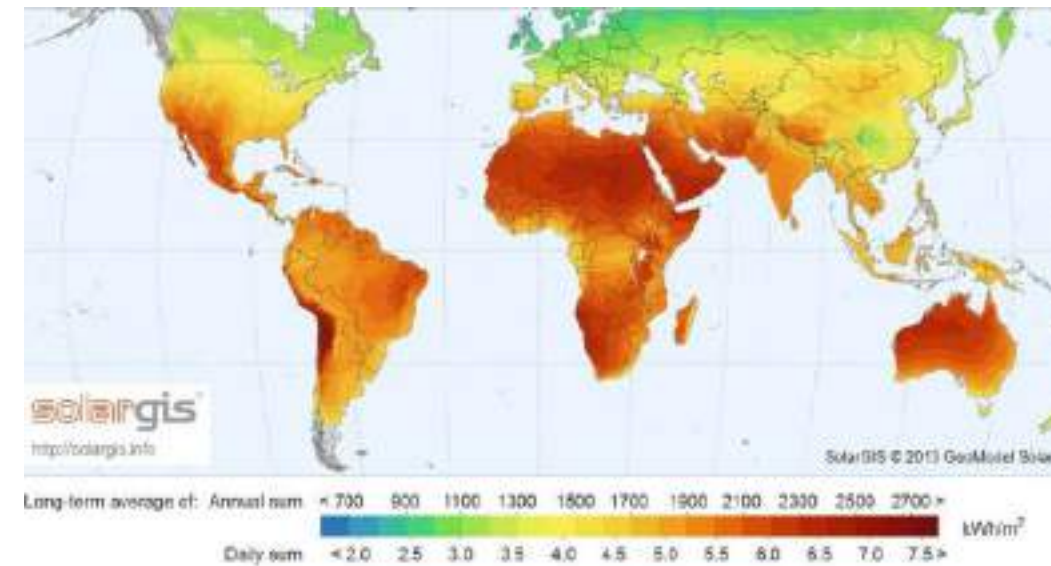 solargis
http://solargis.info
SolarGIS © 2013 GeoModel Solar
Long-term average of: Annual sum < 700 900 1100 1300 1500 1700 1900 2100 2300 2500 2700 >
kWh/m²
Daily sum < 2.0 2.5 3.0 3.5 4.0 4.5 5.0 5.5 6.0 6.5 7.0 7.5 >